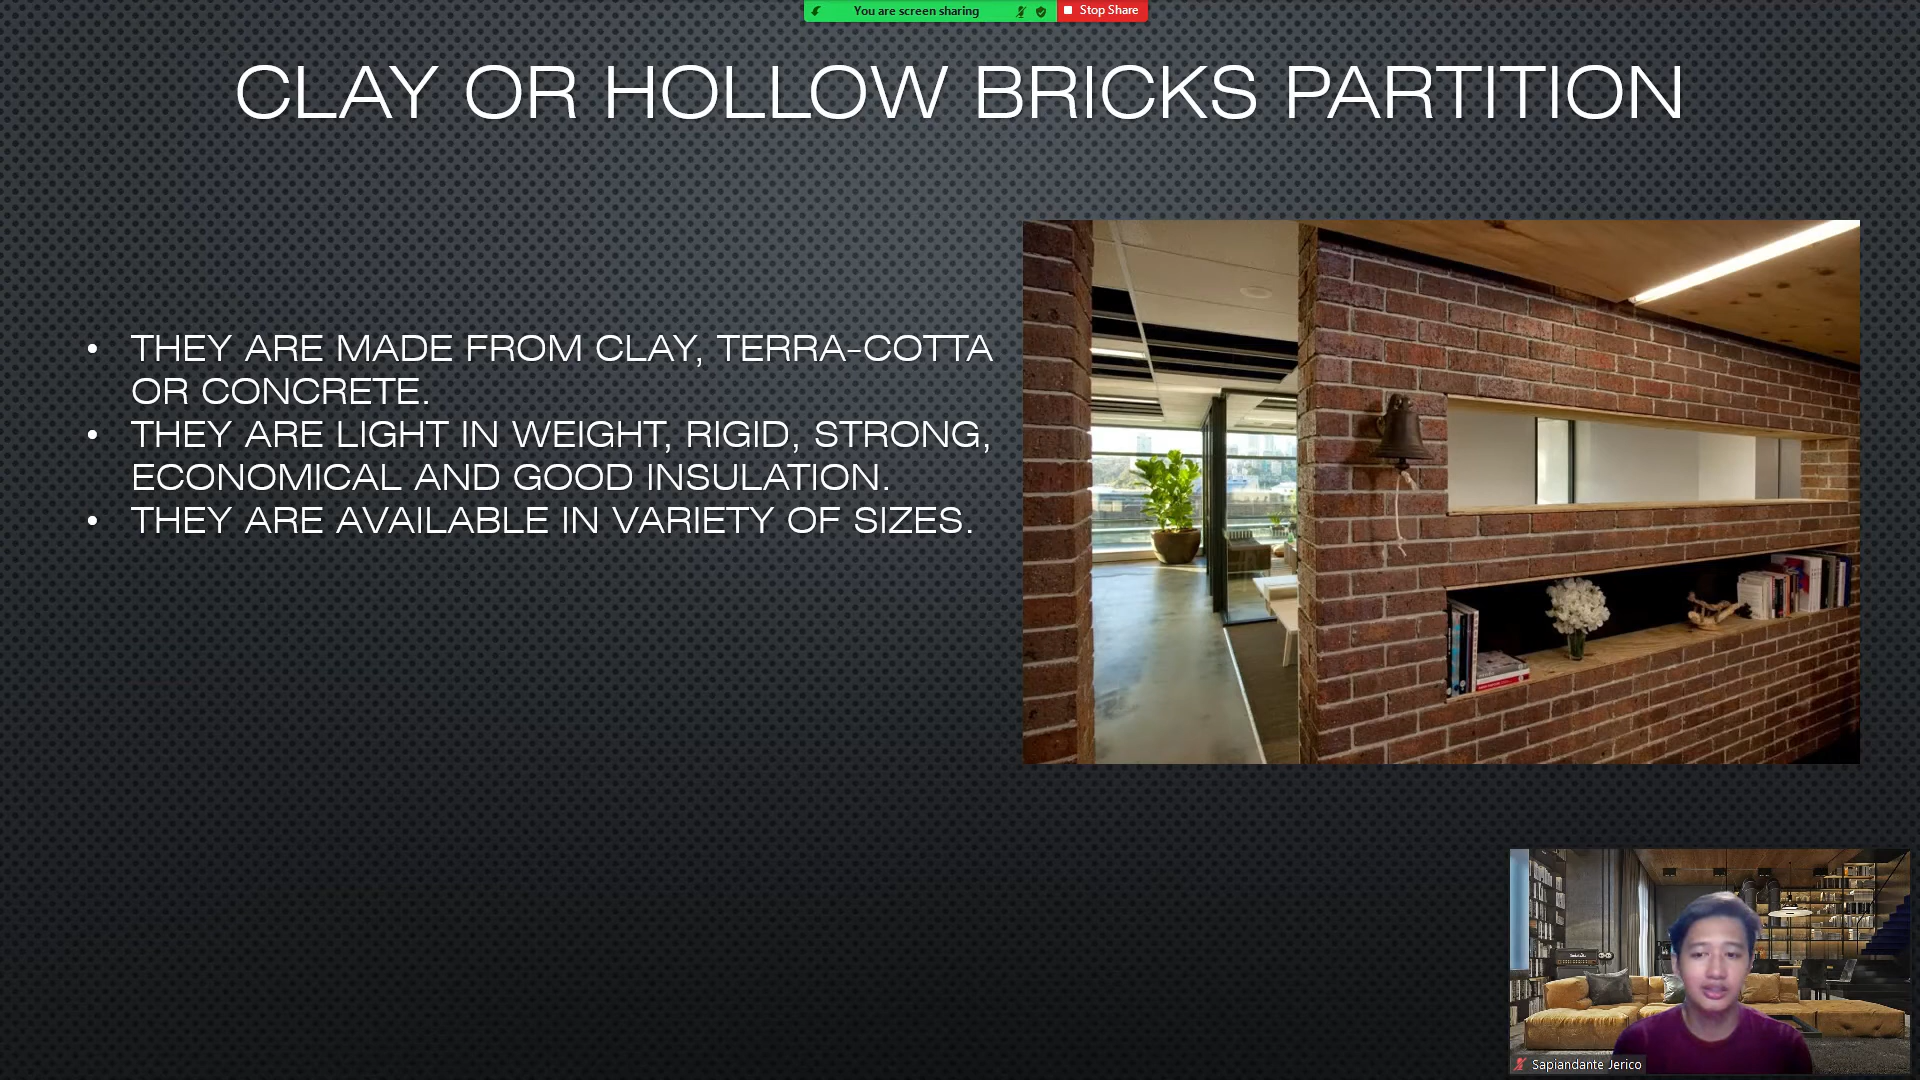 You are screen sharing
Stop Share
CLAY OR HOLLOW BRICKS PARTITION
• THEY ARE MADE FROM CLAY, TERRA-COTTA
OR CONCRETE.
• THEY ARE LIGHT IN WEIGHT, RIGID, STRONG,
ECONOMICAL AND GOOD INSULATION.
• THEY ARE AVAILABLE IN VARIETY OF SIZES.
Sapiandante Jerico